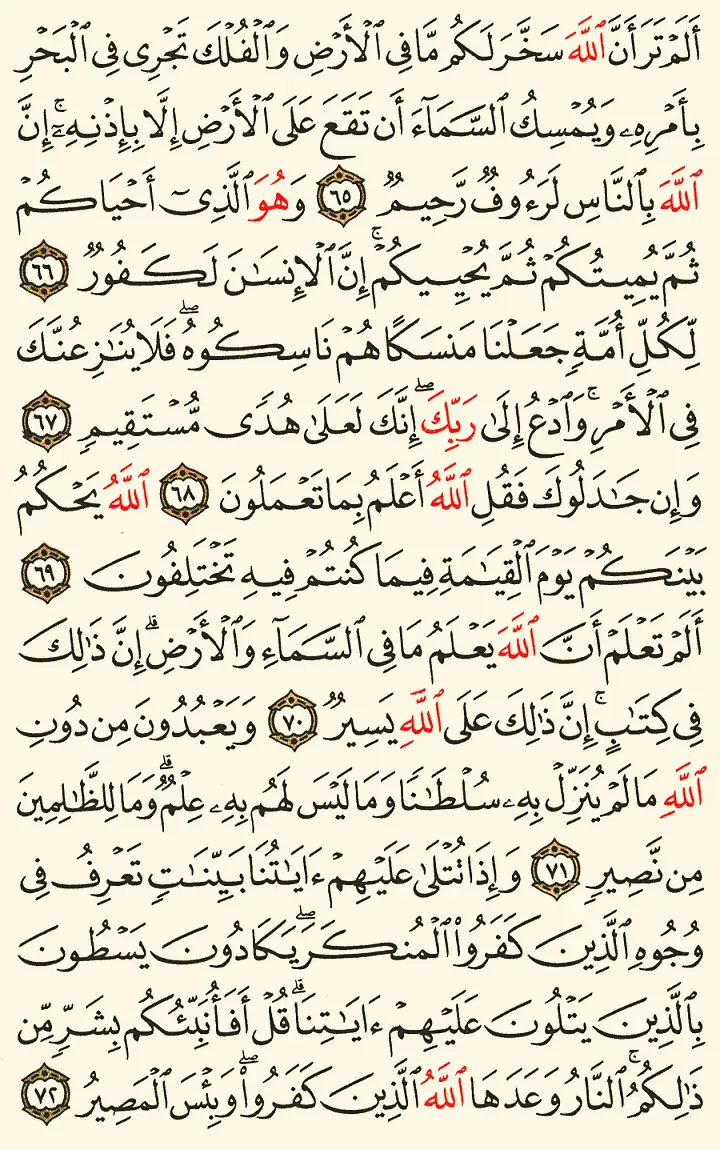 أَلَمۡ تَرَ أَنَّ ٱللَّهَ سَخَّرَ لَكُم مَّا فِي ٱلۡأَرۡضِ وَٱلۡفُلۡكَ تَجۡرِي فِي ٱلۡبَحۡرِ
بِأَمۡرِهِۦ وَيُمۡسِكُ ٱلسَّمَآءَ أَن تَقَعَ عَلَى ٱلۡأَرۡضِ إِلَّا بِإِذۡنِهِۦٓۚ إِنَّ
ٱللَّهَ بِٱلنَّاسِ لَرَءُوفٞ رَّحِيمٞ ٦٥ وَهُوَ ٱلَّذِيٓ أَحۡيَاكُمۡ
ثُمَّ يُمِيتُكُمۡ ثُمَّ يُحۡيِيكُمۡۚ إِنَّ ٱلۡإِنسَٰنَ لَكَفُورٞ ٦٦
لِّكُلِّ أُمَّةٖ جَعَلۡنَا مَنسَكًا هُمۡ نَاسِكُوهُۖ فَلَا يُنَٰزِعُنَّكَ
فِي ٱلۡأَمۡرِۚ وَٱدۡعُ إِلَىٰ رَبِّكَۖ إِنَّكَ لَعَلَىٰ هُدٗى مُّسۡتَقِيمٖ ٦٧
وَإِن جَٰدَلُوكَ فَقُلِ ٱللَّهُ أَعۡلَمُ بِمَا تَعۡمَلُونَ ٦٨ ٱللَّهُ يَحۡكُمُ
بَيۡنَكُمۡ يَوۡمَ ٱلۡقِيَٰمَةِ فِيمَا كُنتُمۡ فِيهِ تَخۡتَلِفُونَ ٦٩
أَلَمۡ تَعۡلَمۡ أَنَّ ٱللَّهَ يَعۡلَمُ مَا فِي ٱلسَّمَآءِ وَٱلۡأَرۡضِۚ إِنَّ ذَٰلِكَ
فِي كِتَٰبٍۚ إِنَّ ذَٰلِكَ عَلَى ٱللَّهِ يَسِيرٞ ٧٠ وَيَعۡبُدُونَ مِن دُونِ
ٱللَّهِ مَا لَمۡ يُنَزِّلۡ بِهِۦ سُلۡطَٰنٗا وَمَا لَيۡسَ لَهُم بِهِۦ عِلۡمٞۗ وَمَا لِلظَّٰلِمِينَ
مِن نَّصِيرٖ ٧١ وَإِذَا تُتۡلَىٰ عَلَيۡهِمۡ ءَايَٰتُنَا بَيِّنَٰتٖ تَعۡرِفُ فِي
وُجُوهِ ٱلَّذِينَ كَفَرُواْ ٱلۡمُنكَرَۖ يَكَادُونَ يَسۡطُونَ
بِٱلَّذِينَ يَتۡلُونَ عَلَيۡهِمۡ ءَايَٰتِنَاۗ قُلۡ أَفَأُنَبِّئُكُم بِشَرّٖ مِّن
ذَٰلِكُمُۚ ٱلنَّارُ وَعَدَهَا ٱللَّهُ ٱلَّذِينَ كَفَرُواْۖ وَبِئۡسَ ٱلۡمَصِيرُ ٧٢